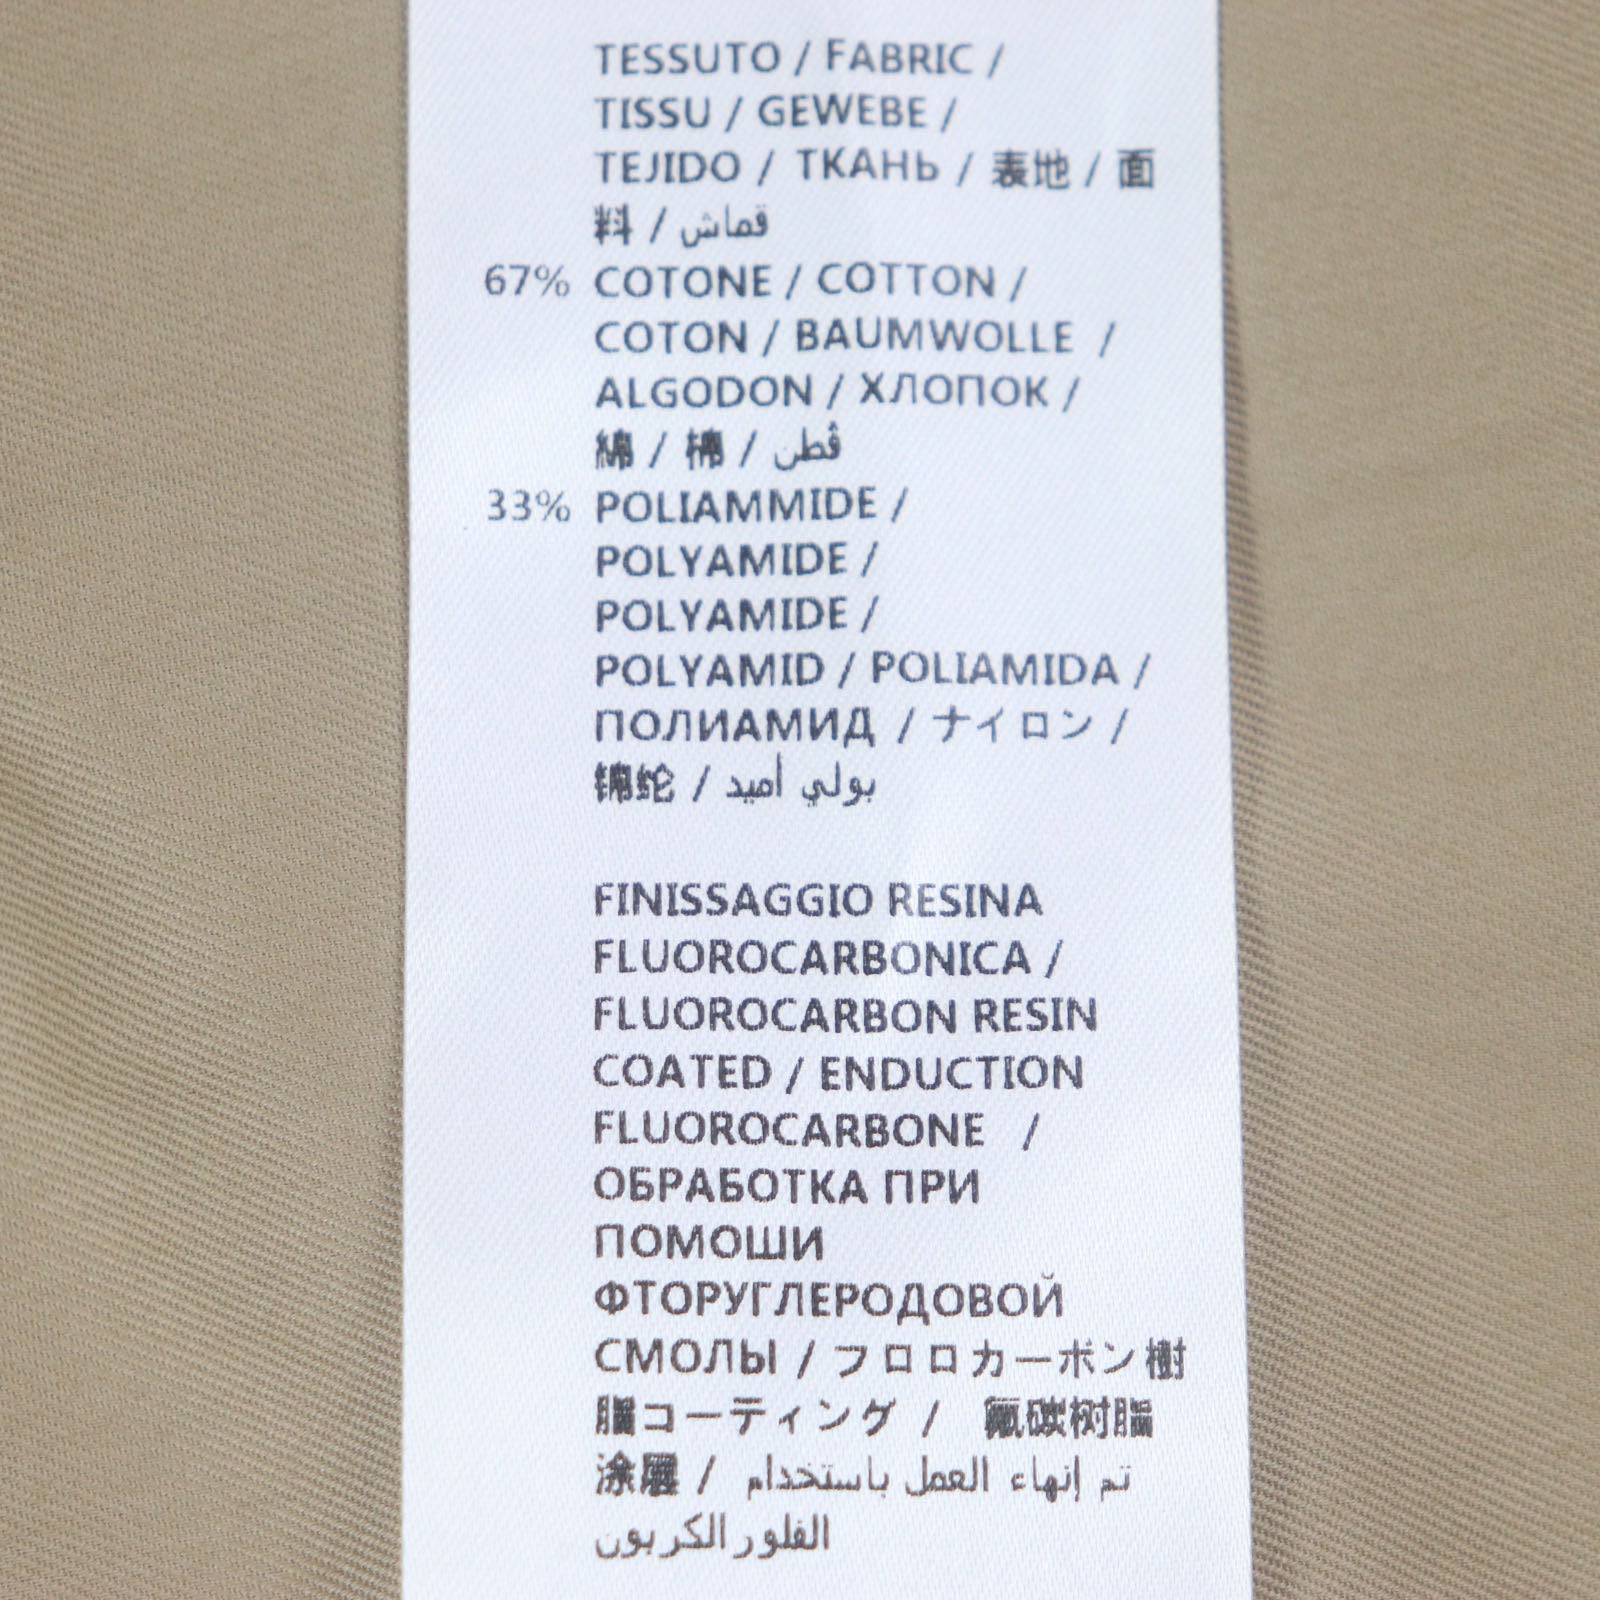 TESSUTO / FABRIC /
TISSU / GEWEBE /
TEJIDO / ТКАНЬ / 表地 / 面
料 / قماش
67% COTONE / COTTON /
COTON / BAUMWOLLE /
ALGODON / ХЛОПОК /
綿 / 棉 / قطن
33% POLIAMMIDE /
POLYAMIDE /
POLYAMIDE /
POLYAMID / POLIAMIDA /
ПОЛИАМИД / ナイロン /
锦纶 / بولي أميد
FINISSAGGIO RESINA
FLUOROCARBONICA /
FLUOROCARBON RESIN
COATED / ENDUCTION
FLUOROCARBONE /
ОБРАБОТКА ПРИ
ПОМОШИ
ФТОРУГЛЕРОДОВОЙ
СМОЛЫ / フロロカーボン樹
脂コーティング / 氟碳树脂
涂层 / تم إنهاء العمل باستخدام
الفلور الكربون